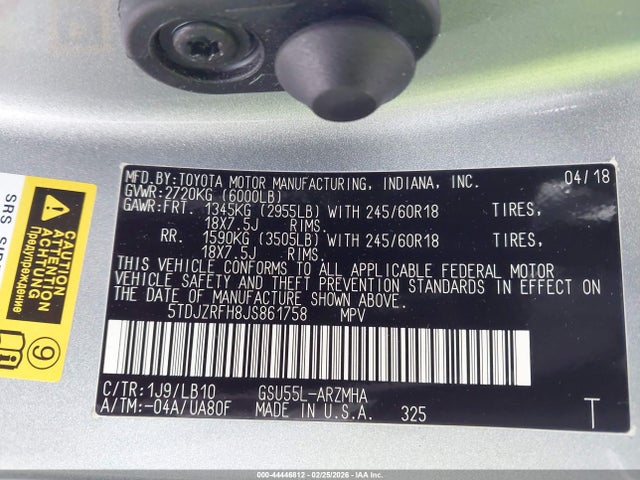 MFD.BY:TOYOTA MOTOR MANUFACTURING, INDIANA, INC. 04/18
GVWR:2720KG (6000LB)
GAWR:FRT. 1345KG (2955LB) WITH 245/60R18 TIRES,
18X7.5J RIMS.
RR. 1590KG (3505LB) WITH 245/60R18 TIRES,
18X7.5J RIMS.
THIS VEHICLE CONFORMS TO ALL APPLICABLE FEDERAL MOTOR
VEHICLE SAFETY AND THEFT PREVENTION STANDARDS IN EFFECT ON
THE DATE OF MANUFACTURE SHOWN ABOVE.
5TDJZRFH8JS861758 MPV
C/TR:1J9/LB10 GSU55L-ARZMHA
A/TM:-04A/UA80F MADE IN U.S.A. 325
T
SRS
CAUTION
ATTENTION
ACHTUNG
Предупреждение
9
000-44446812 - 02/25/2026 - IAAI.COM